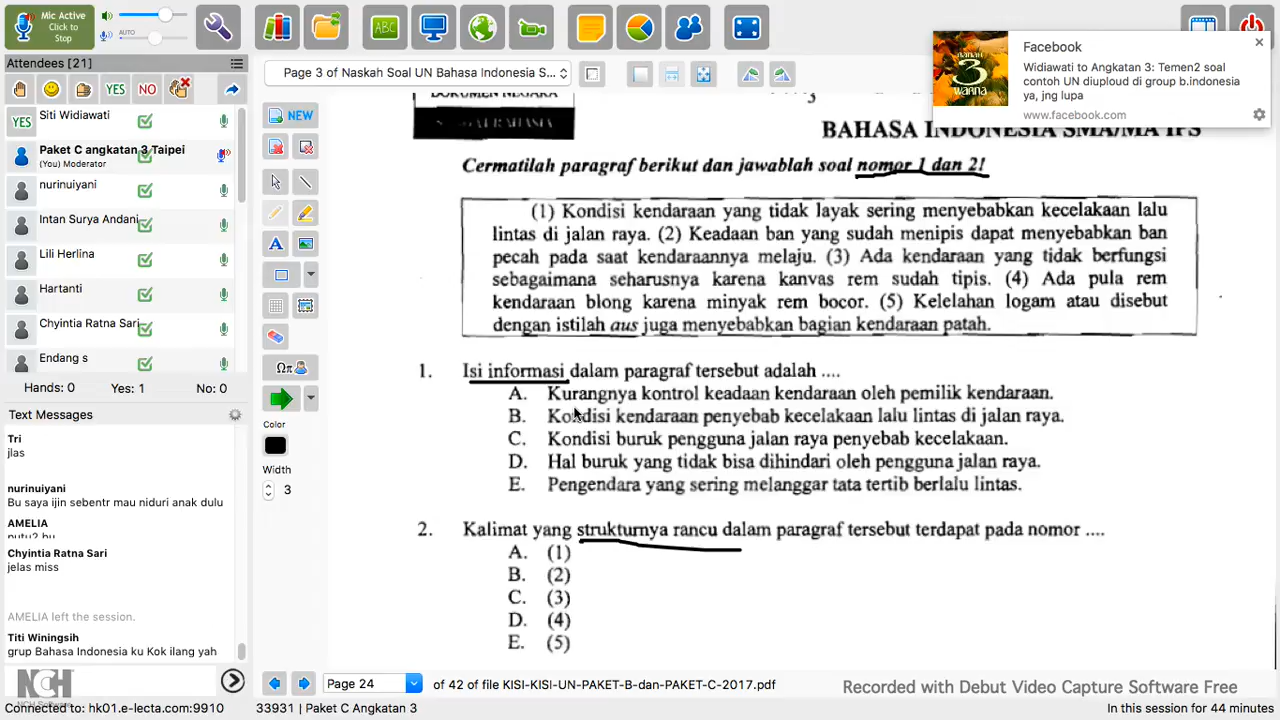 Mic Active
Click to
Stop
AUTO
ABC
Attendees [21]
YES
NO
YES
Siti Widiawati
Paket C angkatan 3 Taipei
(You) Moderator
nurinuiyani
Intan Surya Andani
Lili Herlina
Hartanti
Chyintia Ratna Sari
Endang s
Hands: 0
Yes: 1
No: 0
Text Messages
Tri
jlas
nurinuiyani
Bu saya ijin sebentr mau niduri anak dulu
AMELIA
putu2 bu
Chyintia Ratna Sari
jelas miss
AMELIA left the session.
Titi Winingsih
grup Bahasa Indonesia ku Kok ilang yah
NCH
NCH Software
Connected to: hk01.e-lecta.com:9910
33931 | Paket C Angkatan 3
In this session for 44 minutes
Page 3 of Naskah Soal UN Bahasa Indonesia S...
NEW
A
Ωπ
Color
Width
3
Facebook
Widiawati to Angkatan 3: Temen2 soal
contoh UN diuploud di group b.indonesia
ya, jng lupa
www.facebook.com
3
WARNA
DOKUMEN NEGARA
3
BAHASA INDONESIA SMA/MA IPS
Cermatilah paragraf berikut dan jawablah soal nomor 1 dan 2!
(1) Kondisi kendaraan yang tidak layak sering menyebabkan kecelakaan lalu
lintas di jalan raya. (2) Keadaan ban yang sudah menipis dapat menyebabkan ban
pecah pada saat kendaraannya melaju. (3) Ada kendaraan yang tidak berfungsi
sebagaimana seharusnya karena kanvas rem sudah tipis. (4) Ada pula rem
kendaraan blong karena minyak rem bocor. (5) Kelelahan logam atau disebut
dengan istilah aus juga menyebabkan bagian kendaraan patah.
1. Isi informasi dalam paragraf tersebut adalah ....
A. Kurangnya kontrol keadaan kendaraan oleh pemilik kendaraan.
B. Kondisi kendaraan penyebab kecelakaan lalu lintas di jalan raya.
C. Kondisi buruk pengguna jalan raya penyebab kecelakaan.
D. Hal buruk yang tidak bisa dihindari oleh pengguna jalan raya.
E. Pengendara yang sering melanggar tata tertib berlalu lintas.
2. Kalimat yang strukturnya rancu dalam paragraf tersebut terdapat pada nomor ....
A. (1)
B. (2)
C. (3)
D. (4)
E. (5)
Page 24
of 42 of file KISI-KISI-UN-PAKET-B-dan-PAKET-C-2017.pdf
Recorded with Debut Video Capture Software Free